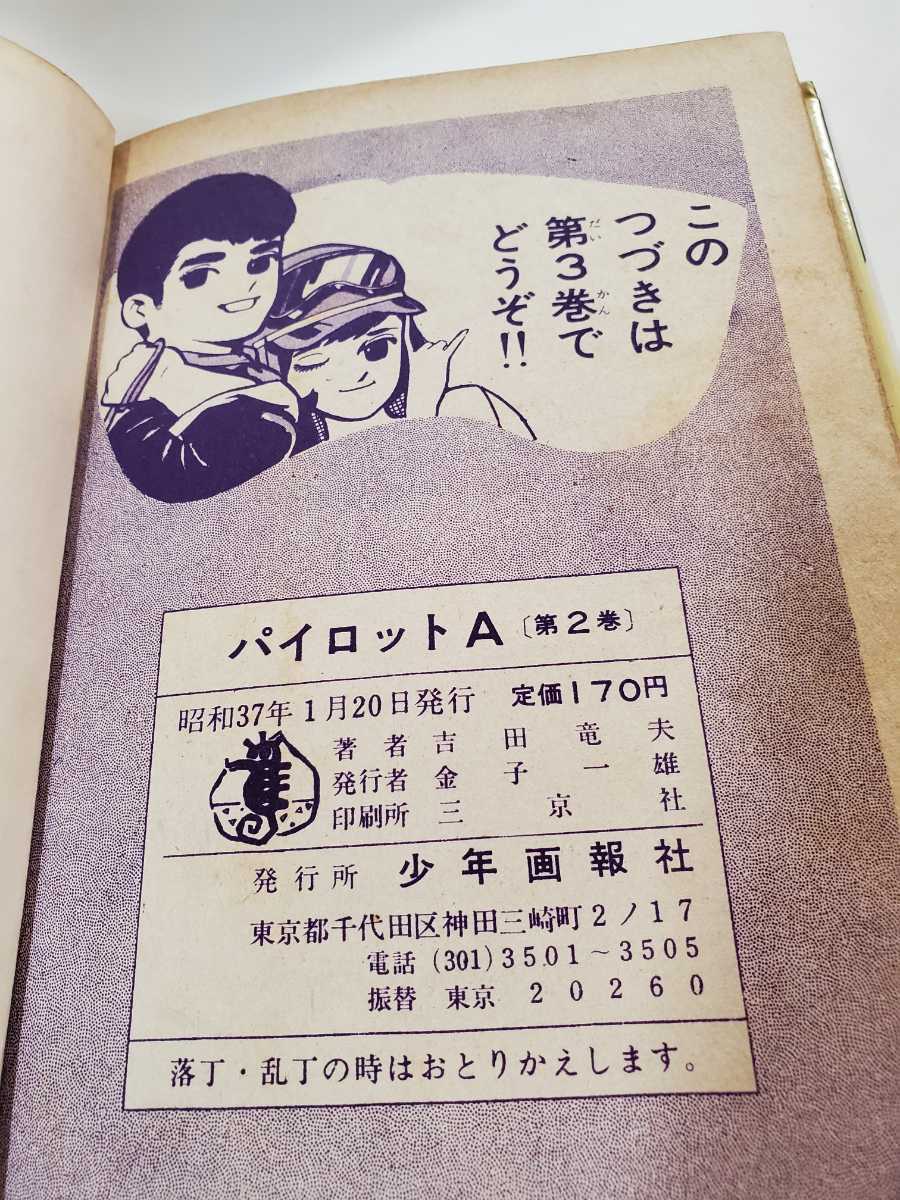 この
つづきは
第3巻で
どうぞ!!
パイロットA〔第2巻〕
昭和37年1月20日発行 定価170円
著者 吉田竜夫
発行者 金子一雄
印刷所 三京社
発行所 少年画報社
東京都千代田区神田三崎町2ノ17
電話 (301)3501~3505
振替 東京 20260
落丁・乱丁の時はおとりかえします。